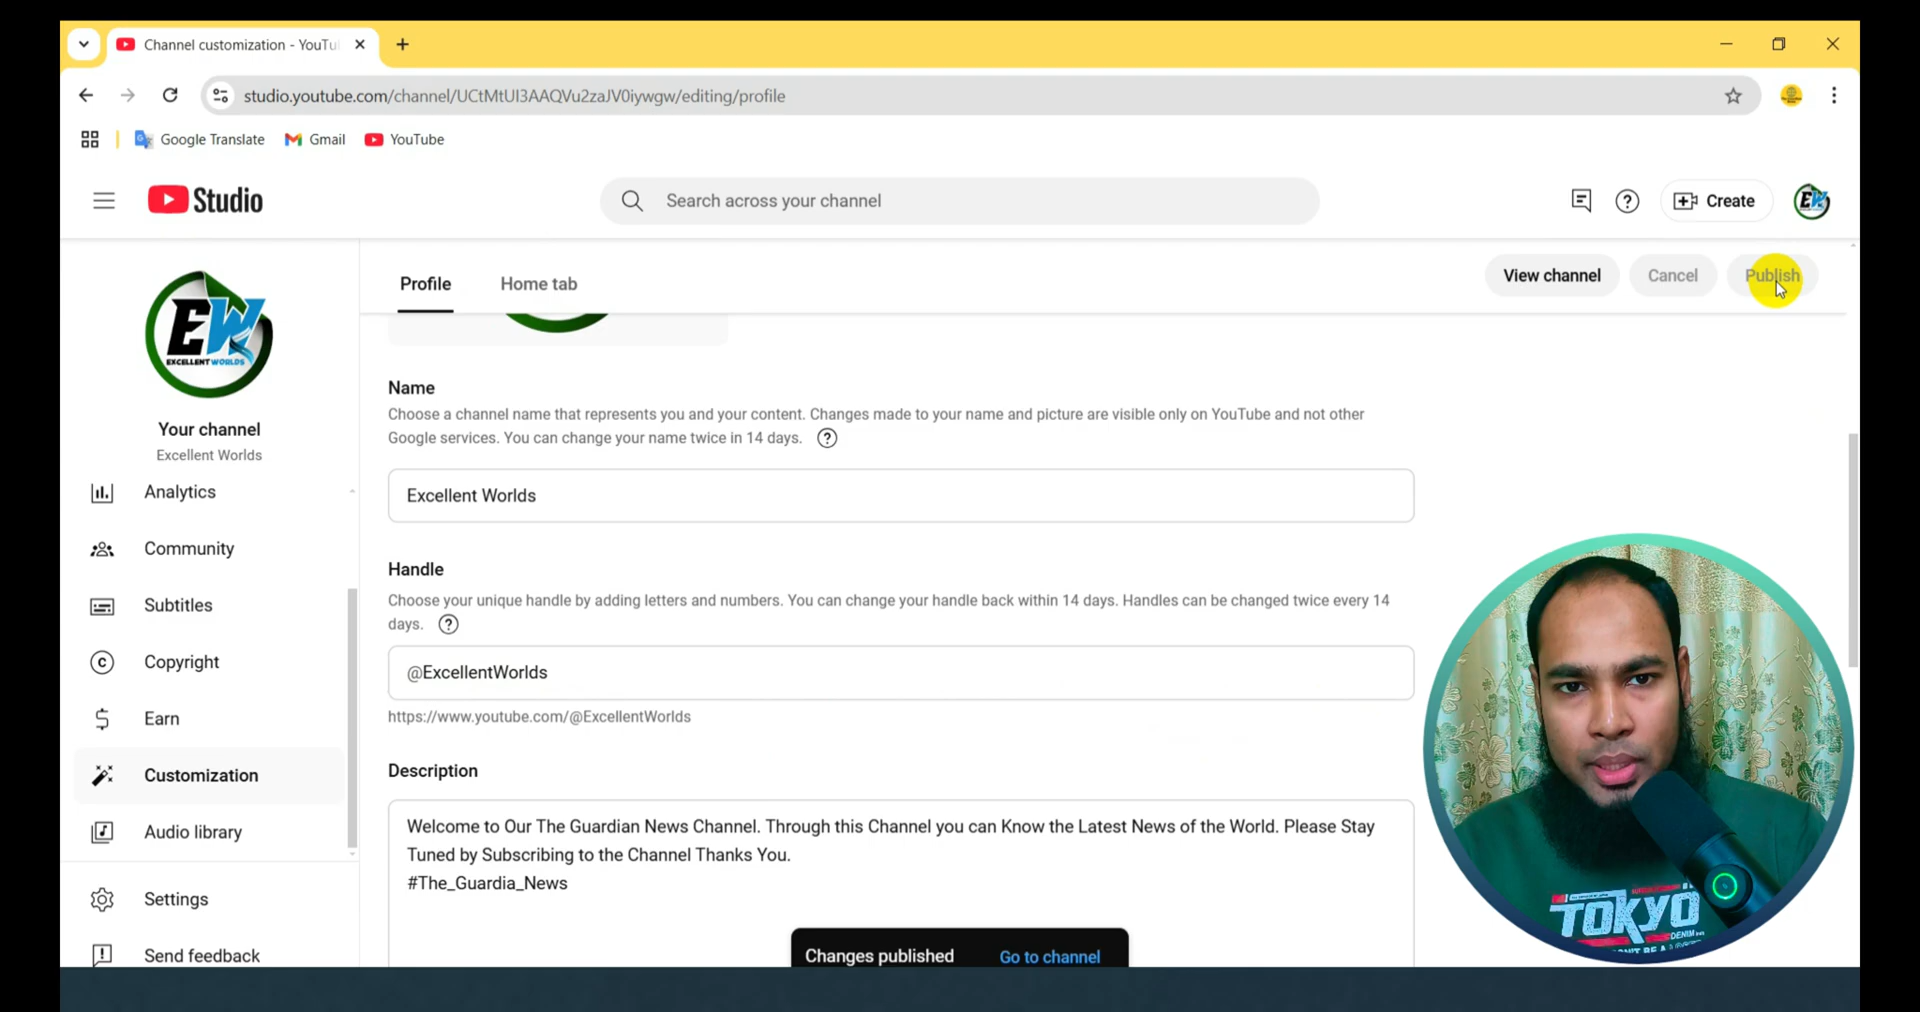 Channel customization - YouTu
studio.youtube.com/channel/UCtMtUI3AAQVu2zaJV0iywgw/editing/profile
Google Translate
Gmail
YouTube
Studio
Search across your channel
Create
EW
EW
EXCELLENT WORLDS
Your channel
Excellent Worlds
Analytics
Community
Subtitles
Copyright
Earn
Customization
Audio library
Settings
Send feedback
Profile
Home tab
View channel
Cancel
Publish
Name
Choose a channel name that represents you and your content. Changes made to your name and picture are visible only on YouTube and not other
Google services. You can change your name twice in 14 days.
Excellent Worlds
Handle
Choose your unique handle by adding letters and numbers. You can change your handle back within 14 days. Handles can be changed twice every 14
days.
@ExcellentWorlds
https://www.youtube.com/@ExcellentWorlds
Description
Welcome to Our The Guardian News Channel. Through this Channel you can Know the Latest News of the World. Please Stay
Tuned by Subscribing to the Channel Thanks You.
#The_Guardia_News
Changes published
Go to channel
TOKYO
DENIM